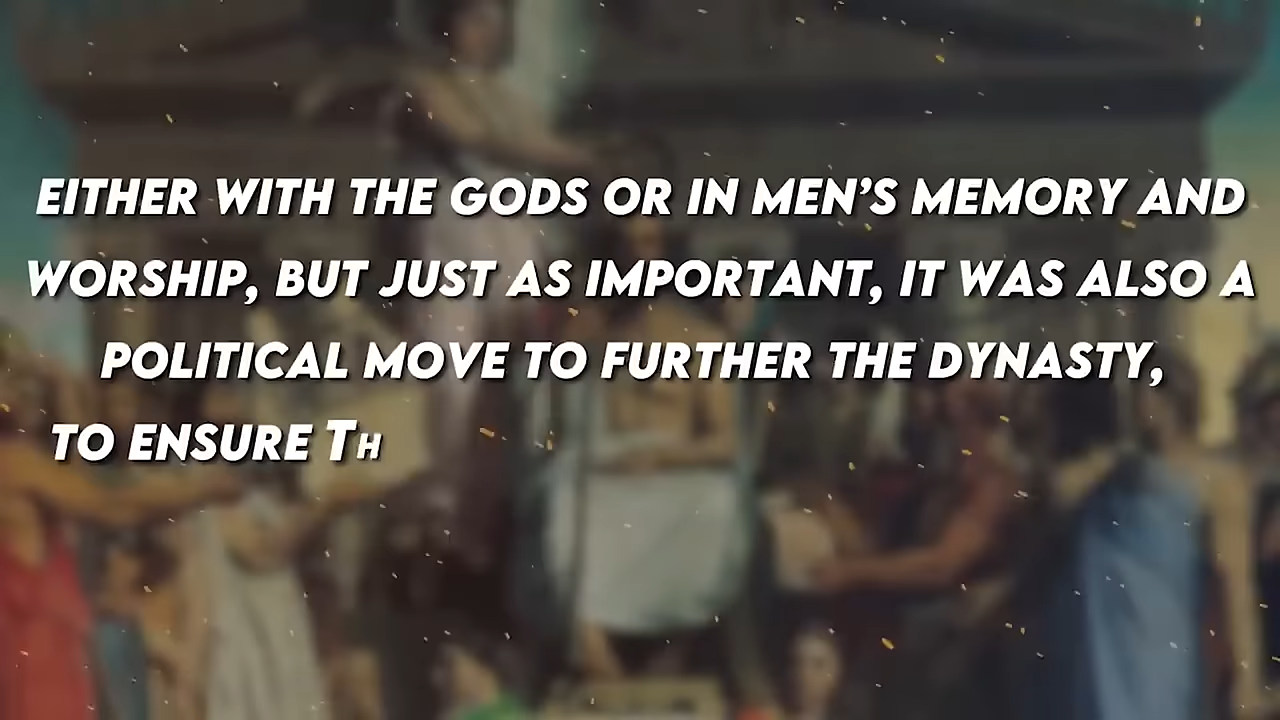 EITHER WITH THE GODS OR IN MEN’S MEMORY AND
WORSHIP, BUT JUST AS IMPORTANT, IT WAS ALSO A
POLITICAL MOVE TO FURTHER THE DYNASTY,
TO ENSURE TH